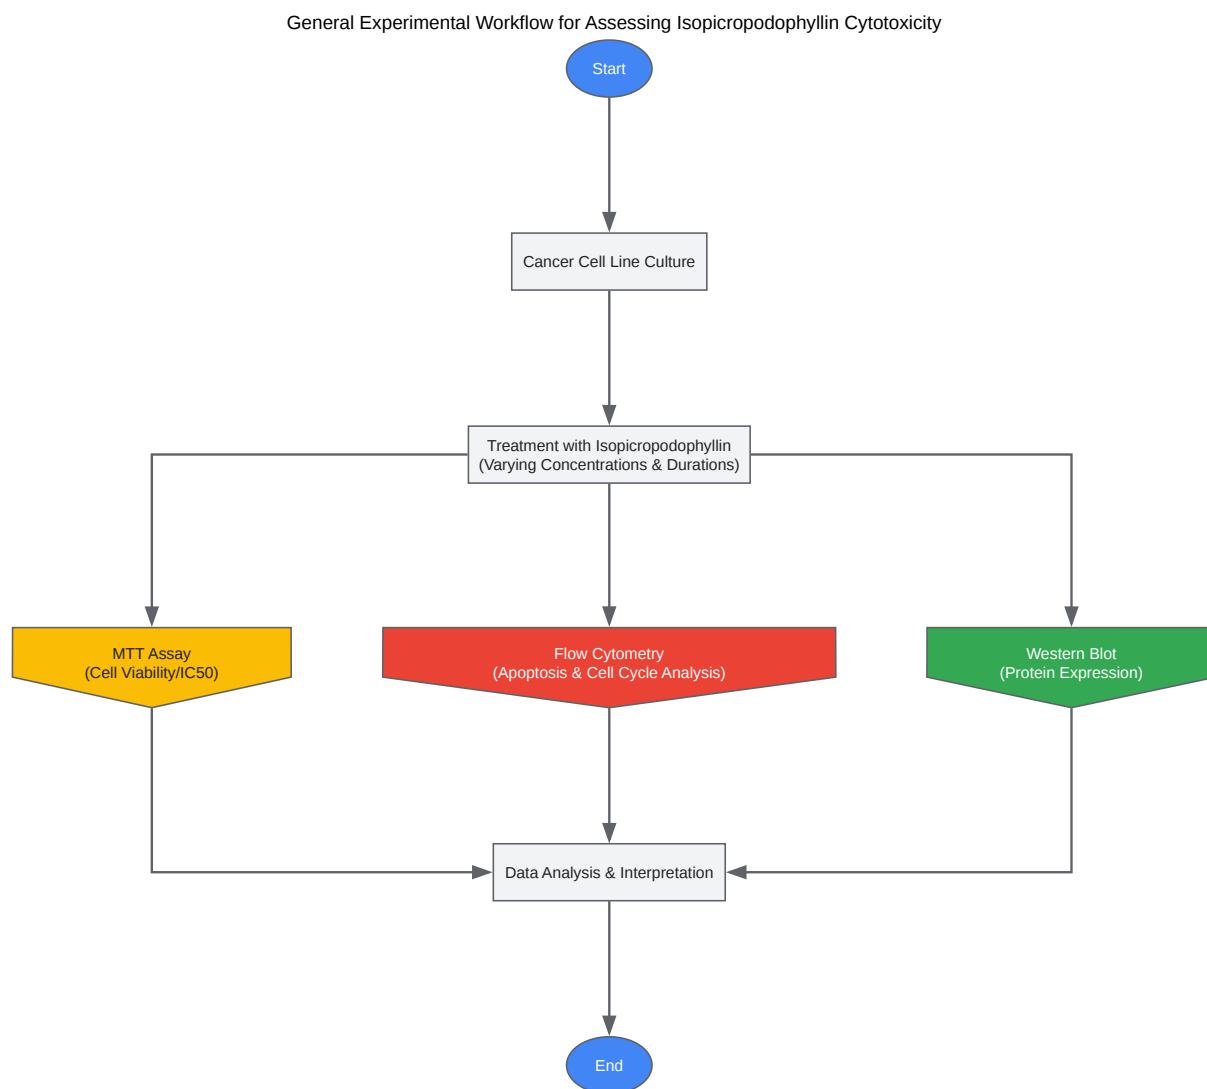 General Experimental Workflow for Assessing Isopicropodophyllin Cytotoxicity
Start
Cancer Cell Line Culture
Treatment with Isopicropodophyllin
(Varying Concentrations & Durations)
MTT Assay
(Cell Viability/IC50)
Flow Cytometry
(Apoptosis & Cell Cycle Analysis)
Western Blot
(Protein Expression)
Data Analysis & Interpretation
End